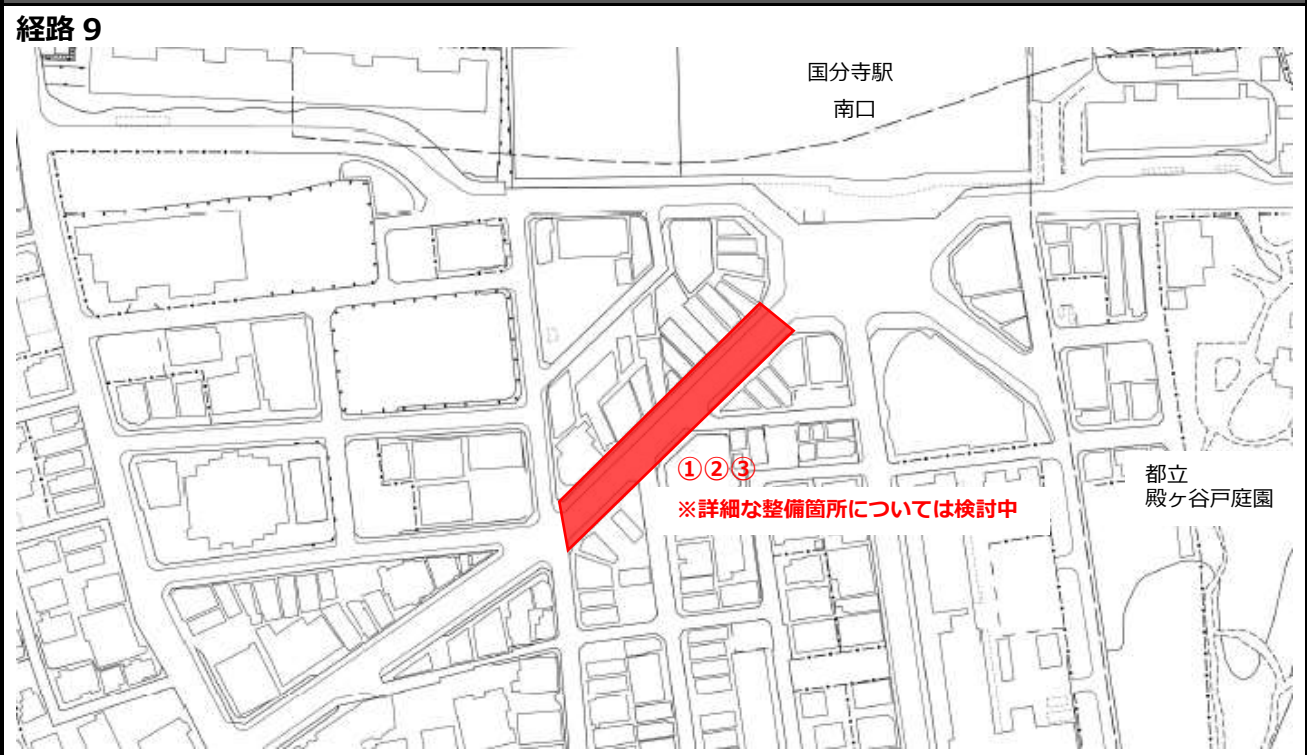 経路 9
国分寺駅
南口
①②③
※詳細な整備箇所については検討中
都立
殿ヶ谷戸庭園